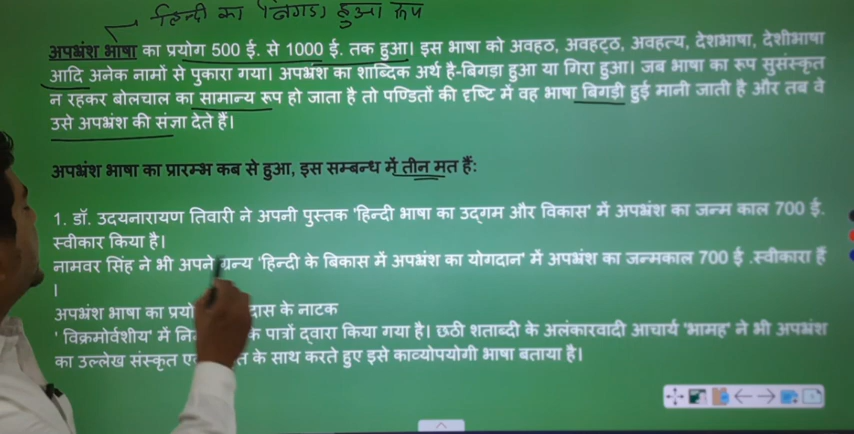 हिन्दी का बिगडा हुआ रूप
अपभ्रंश भाषा का प्रयोग 500 ई. से 1000 ई. तक हुआ। इस भाषा को अवहठ, अवहट्ठ, अवहत्य, देशभाषा, देशीभाषा
आदि अनेक नामों से पुकारा गया। अपभ्रंश का शाब्दिक अर्थ है-बिगड़ा हुआ या गिरा हुआ। जब भाषा का रूप सुसंस्कृत
न रहकर बोलचाल का सामान्य रूप हो जाता है तो पण्डितों की दृष्टि में वह भाषा बिगड़ी हुई मानी जाती है और तब वे
उसे अपभ्रंश की संज्ञा देते हैं।
अपभ्रंश भाषा का प्रारम्भ कब से हुआ, इस सम्बन्ध में तीन मत हैं:
1. डॉ. उदयनारायण तिवारी ने अपनी पुस्तक 'हिन्दी भाषा का उद्गम और विकास' में अपभ्रंश का जन्म काल 700 ई.
स्वीकार किया है।
नामवर सिंह ने भी अपने ग्रन्य 'हिन्दी के बिकास में अपभ्रंश का योगदान' में अपभ्रंश का जन्मकाल 700 ई .स्वीकारा हैं
।
अपभ्रंश भाषा का प्रयो दास के नाटक
' विक्रमोर्वशीय' में नि के पात्रों द्वारा किया गया है। छठी शताब्दी के अलंकारवादी आचार्य 'भामह' ने भी अपभ्रंश
का उल्लेख संस्कृत ए त के साथ करते हुए इसे काव्योपयोगी भाषा बताया है।